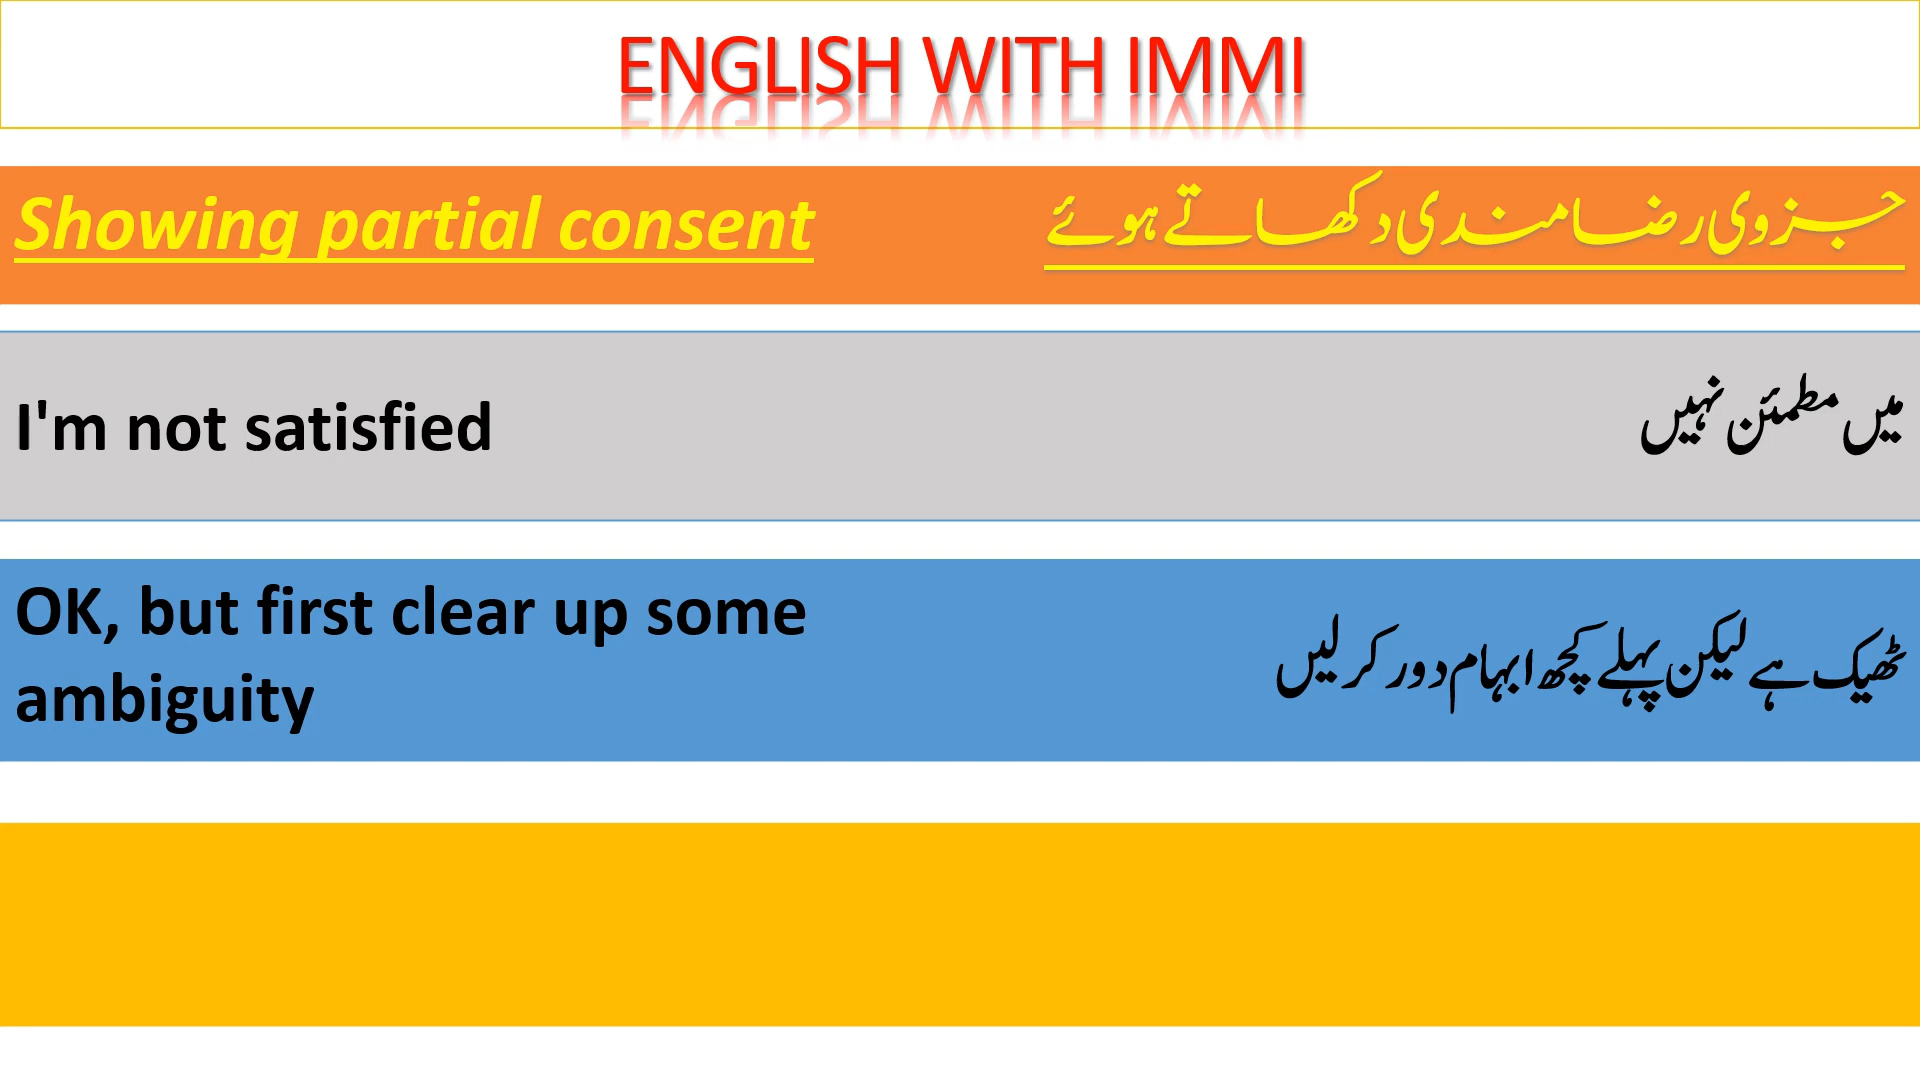 ENGLISH WITH IMMI
Showing partial consent
جزوی رضامندی دکھاتے ہوئے
I'm not satisfied
میں مطمئن نہیں
OK, but first clear up some
ambiguity
ٹھیک ہے لیکن پہلے کچھ ابہام دور کر لیں